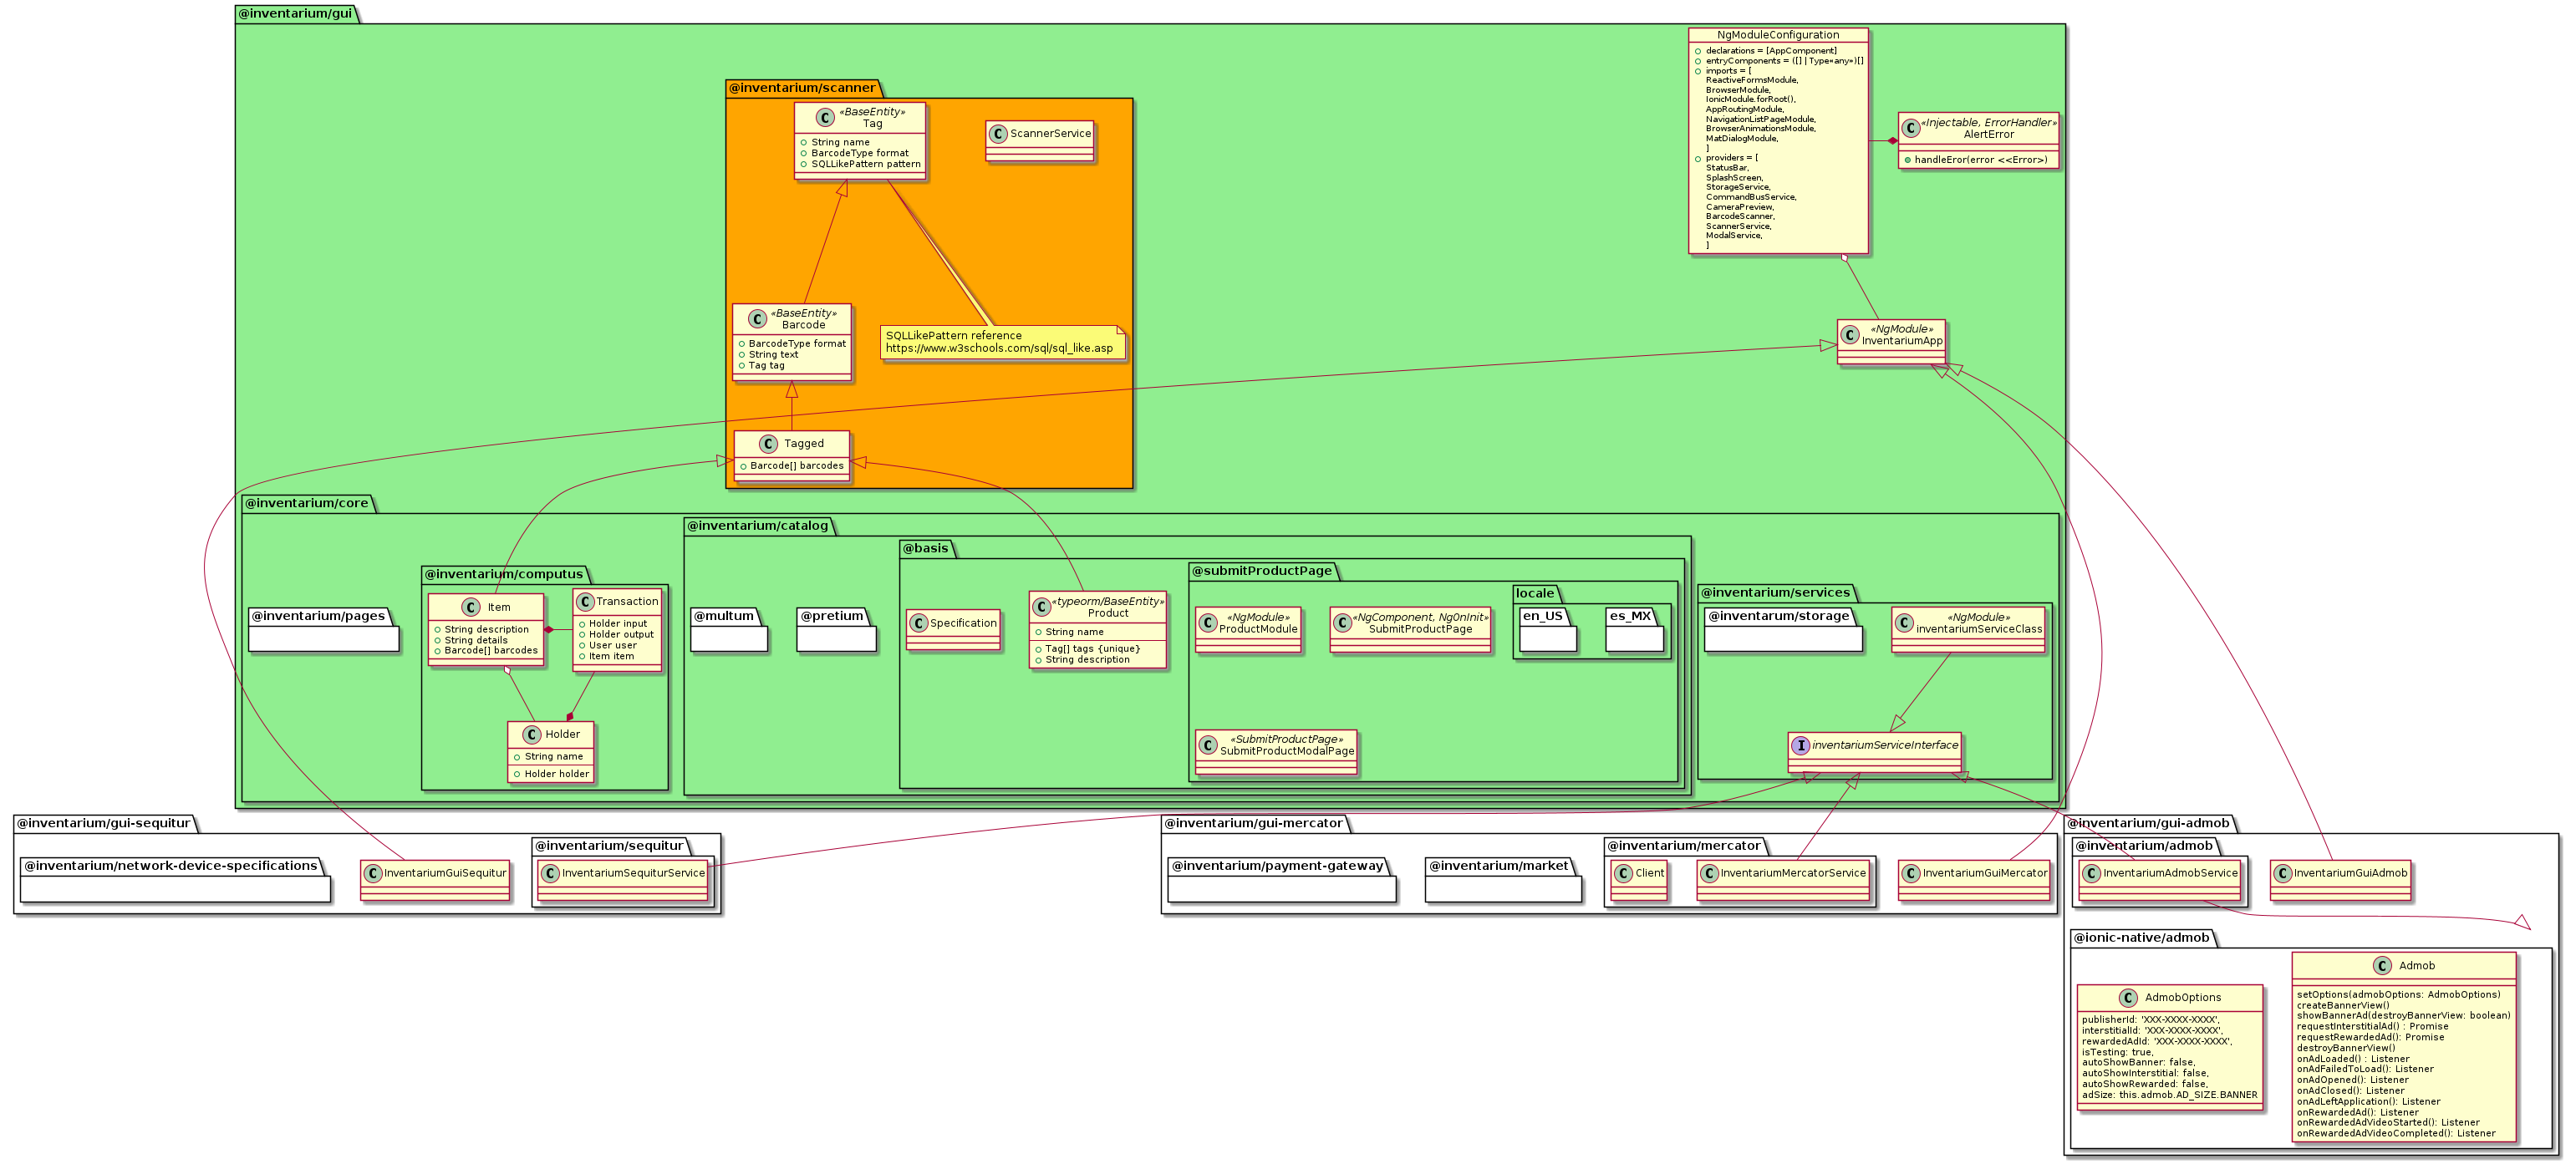 @inventarium/gui
NgModuleConfiguration
declarations = [AppComponent]
entryComponents = ([] | Type«any»)[]
imports = [
ReactiveFormsModule,
BrowserModule,
IonicModule.forRoot(),
AppRoutingModule,
NavigationListPageModule,
BrowserAnimationsModule,
MatDialogModule,
]
providers = [
StatusBar,
SplashScreen,
StorageService,
CommandBusService,
CameraPreview,
BarcodeScanner,
ScannerService,
ModalService,
]
C
«Injectable, ErrorHandler»
AlertError
handleEror(error <<Error>)
@inventarium/scanner
C
«BaseEntity»
Tag
String name
BarcodeType format
SQLLikePattern pattern
C ScannerService
C
«BaseEntity»
Barcode
BarcodeType format
String text
Tag tag
SQLLikePattern reference
https://www.w3schools.com/sql/sql_like.asp
C
«NgModule»
InventariumApp
C Tagged
Barcode[] barcodes
@inventarium/core
@inventarium/pages
@inventarium/computus
C Item
String description
String details
Barcode[] barcodes
C Transaction
Holder input
Holder output
User user
Item item
C Holder
String name
Holder holder
@inventarium/catalog
@multum
@pretium
@basis
C Specification
C
«typeorm/BaseEntity»
Product
String name
Tag[] tags {unique}
String description
@submitProductPage
C
«NgModule»
ProductModule
C
«NgComponent, NgOnInit»
SubmitProductPage
locale
en_US
es_MX
C
«SubmitProductPage»
SubmitProductModalPage
@inventarium/services
@inventarum/storage
C
«NgModule»
inventariumServiceClass
I inventariumServiceInterface
@inventarium/gui-sequitur
@inventarium/network-device-specifications
C InventariumGuiSequitur
@inventarium/sequitur
C InventariumSequiturService
@inventarium/gui-mercator
@inventarium/payment-gateway
@inventarium/market
@inventarium/mercator
C Client
C InventariumMercatorService
C InventariumGuiMercator
@inventarium/gui-admob
@inventarium/admob
C InventariumAdmobService
C InventariumGuiAdmob
@ionic-native/admob
C AdmobOptions
publisherId: 'XXX-XXXX-XXXX',
interstitialId: 'XXX-XXXX-XXXX',
rewardedAdId: 'XXX-XXXX-XXXX',
isTesting: true,
autoShowBanner: false,
autoShowInterstitial: false,
autoShowRewarded: false,
adSize: this.admob.AD_SIZE.BANNER
C Admob
setOptions(admobOptions: AdmobOptions)
createBannerView()
showBannerAd(destroyBannerView: boolean)
requestInterstitialAd() : Promise
requestRewardedAd(): Promise
destroyBannerView()
onAdLoaded() : Listener
onAdFailedToLoad(): Listener
onAdOpened(): Listener
onAdClosed(): Listener
onAdLeftApplication(): Listener
onRewardedAd(): Listener
onRewardedAdVideoStarted(): Listener
onRewardedAdVideoCompleted(): Listener